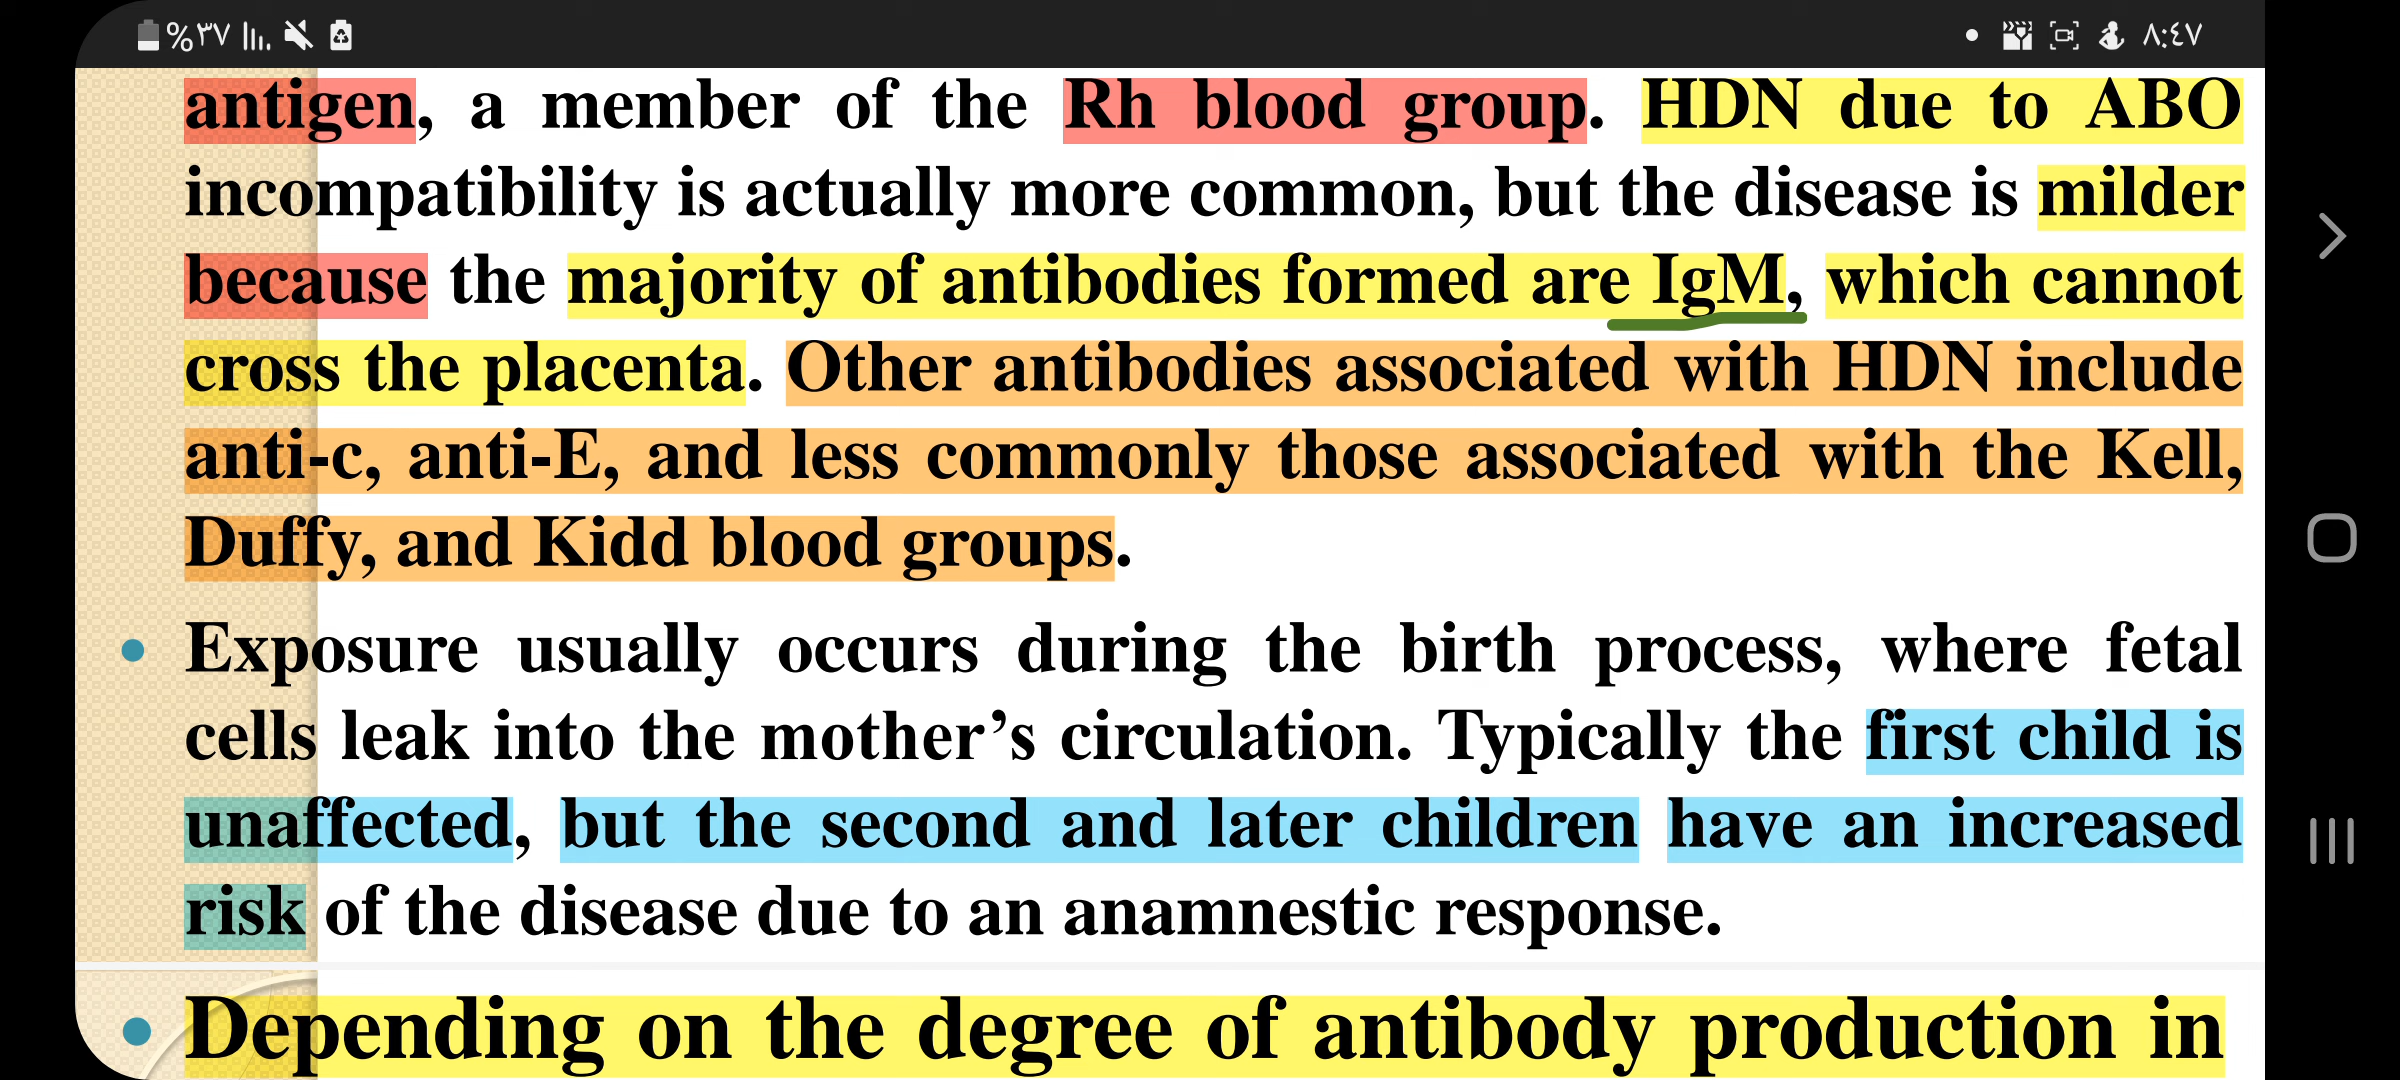 %٣٧ ٨:٤٧
antigen, a member of the Rh blood group. HDN due to ABO
incompatibility is actually more common, but the disease is milder
because the majority of antibodies formed are IgM, which cannot
cross the placenta. Other antibodies associated with HDN include
anti-c, anti-E, and less commonly those associated with the Kell,
Duffy, and Kidd blood groups.
• Exposure usually occurs during the birth process, where fetal
cells leak into the mother’s circulation. Typically the first child is
unaffected, but the second and later children have an increased
risk of the disease due to an anamnestic response.
• Depending on the degree of antibody production in